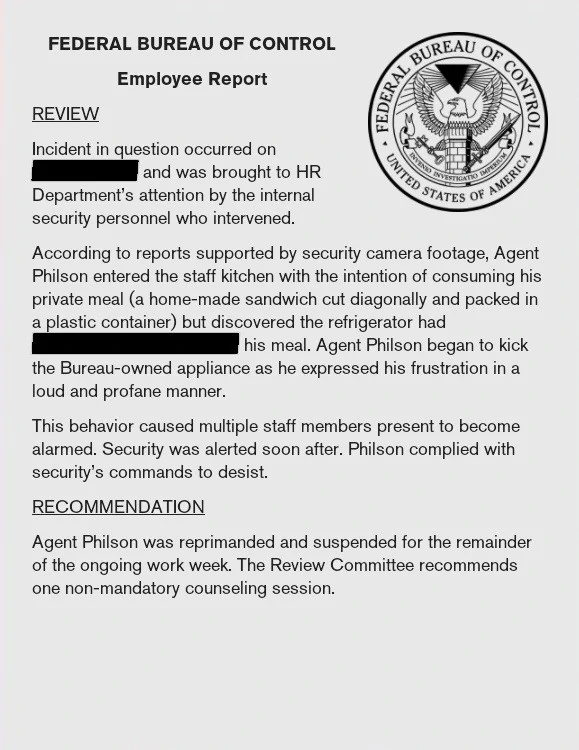 FEDERAL BUREAU OF CONTROL
Employee Report
FEDERAL BUREAU OF CONTROL
INVENIO INVESTIGATIO IMPERIUM
UNITED STATES OF AMERICA
REVIEW
Incident in question occurred on
and was brought to HR
Department’s attention by the internal
security personnel who intervened.
According to reports supported by security camera footage, Agent
Philson entered the staff kitchen with the intention of consuming his
private meal (a home-made sandwich cut diagonally and packed in
a plastic container) but discovered the refrigerator had
his meal. Agent Philson began to kick
the Bureau-owned appliance as he expressed his frustration in a
loud and profane manner.
This behavior caused multiple staff members present to become
alarmed. Security was alerted soon after. Philson complied with
security’s commands to desist.
RECOMMENDATION
Agent Philson was reprimanded and suspended for the remainder
of the ongoing work week. The Review Committee recommends
one non-mandatory counseling session.